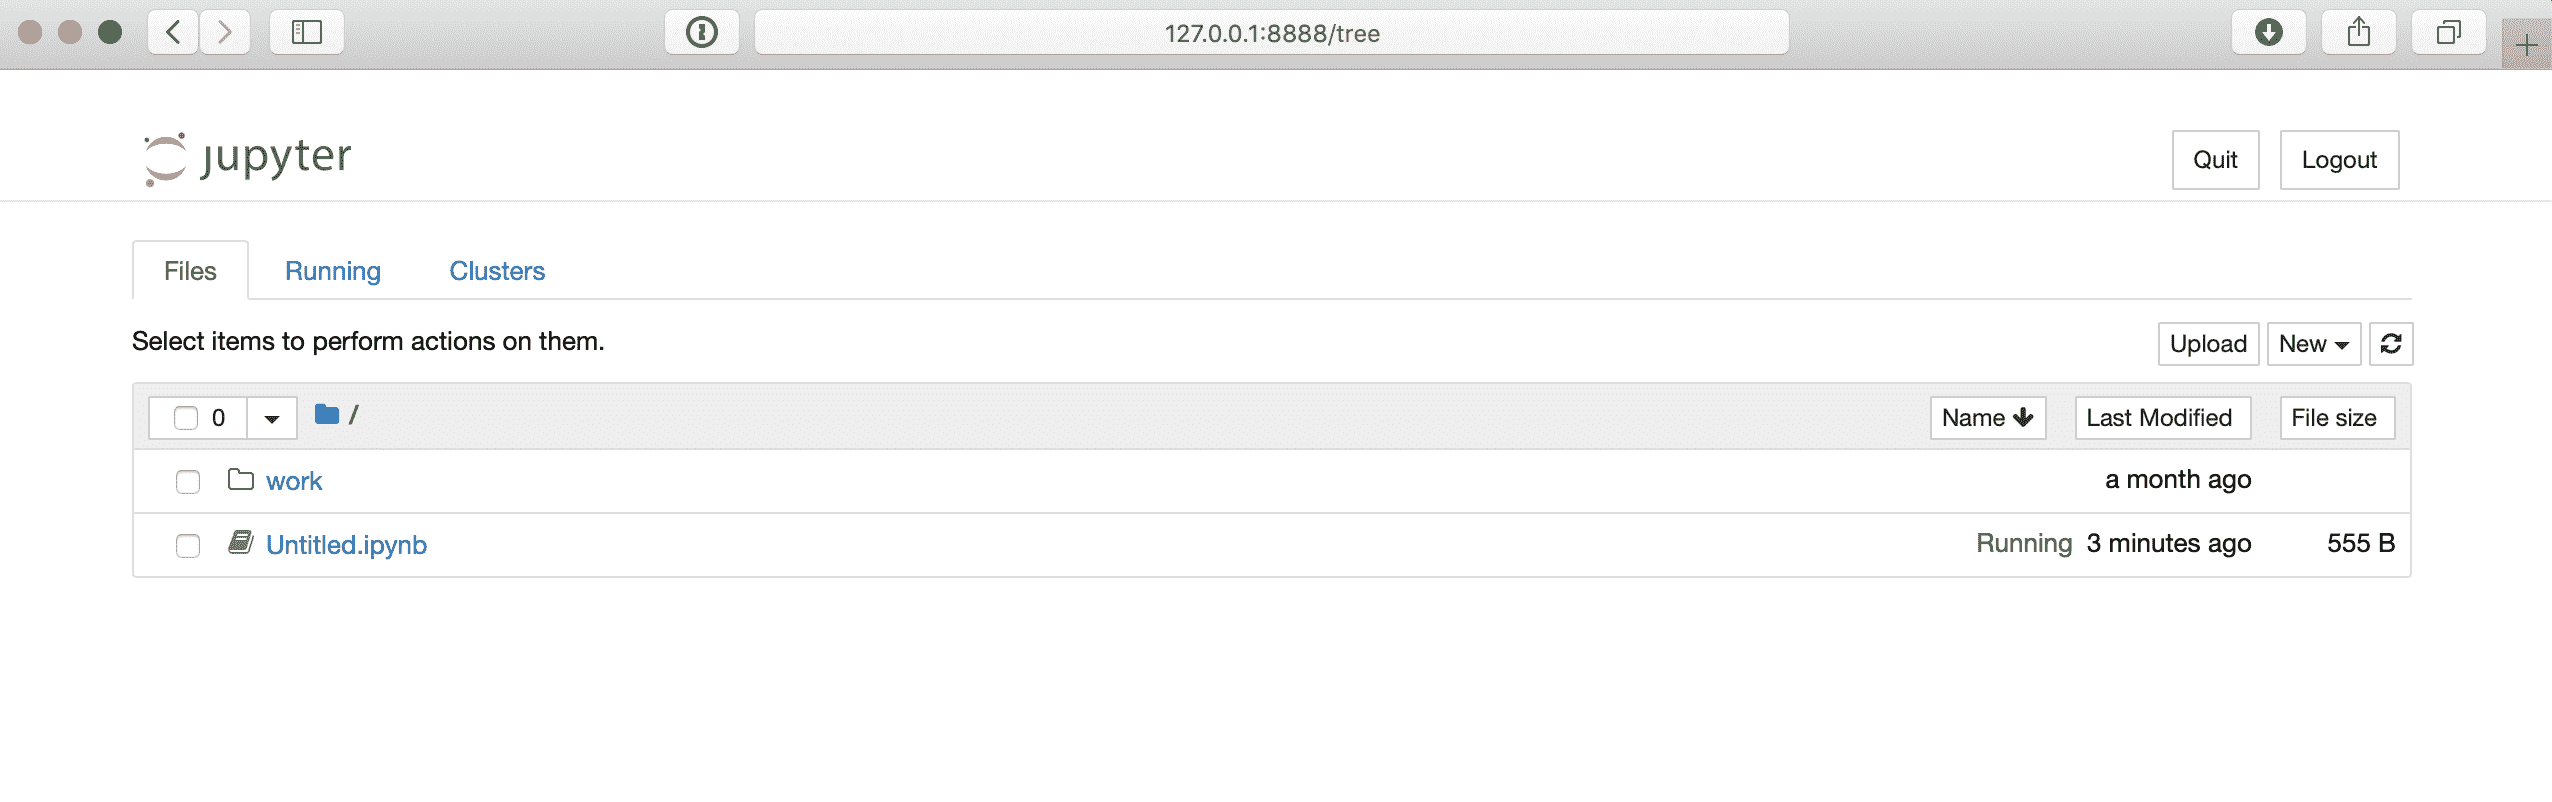 127.0.0.1:8888/tree
jupyter
Quit Logout
Files Running Clusters
Select items to perform actions on them.
Upload New
0 / Name Last Modified File size
work a month ago
Untitled.ipynb Running 3 minutes ago 555 B